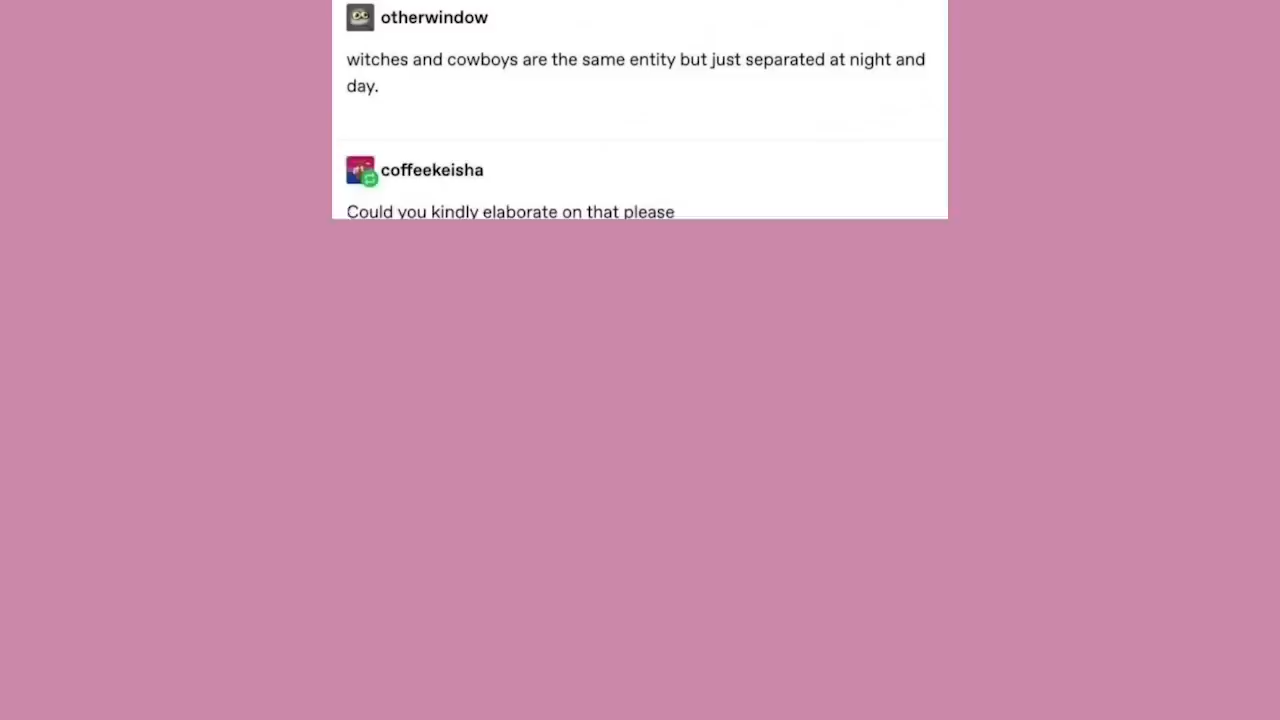 otherwindow
witches and cowboys are the same entity but just separated at night and
day.
coffeekeisha
Could you kindly elaborate on that please